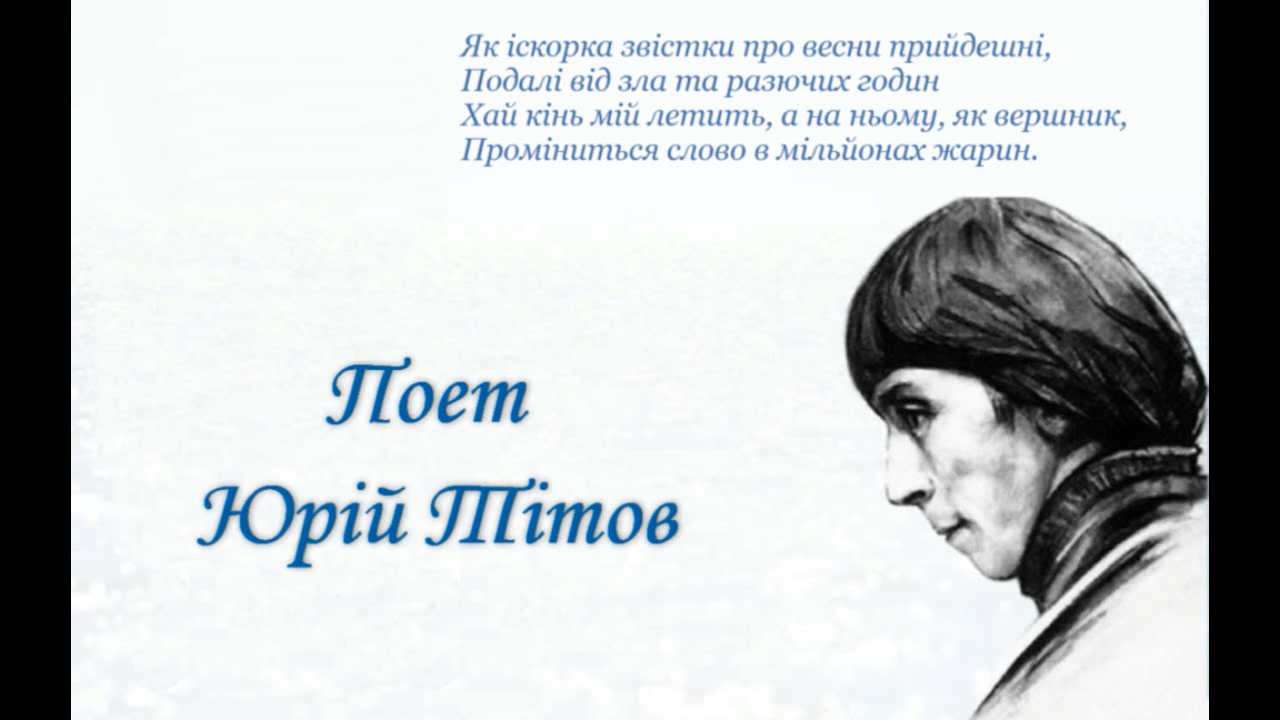 Як іскорка звістки про весни прийдешні,
Подалі від зла та разючих годин
Хай кінь мій летить, а на ньому, як вершник,
Проміниться слово в мільйонах жарин.
Поет
Юрій Тітов